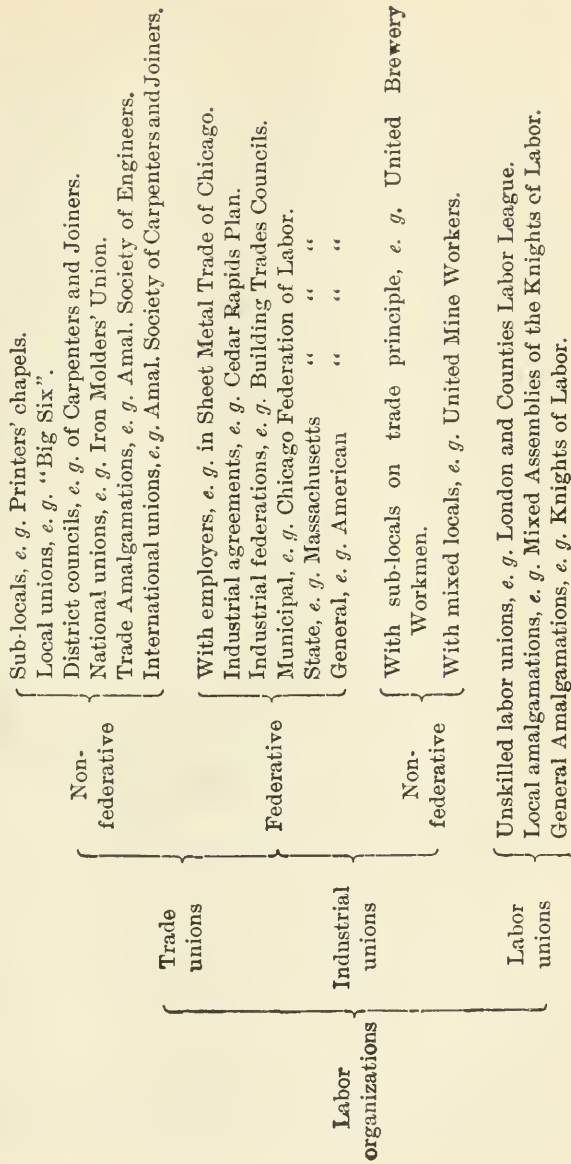 Labor
organizations
Trade
unions
Non-
federative
Sub-locals, e. g. Printers' chapels.
Local unions, e. g. "Big Six".
District councils, e. g. of Carpenters and Joiners.
National unions, e. g. Iron Molders' Union.
Trade Amalgamations, e. g. Amal. Society of Engineers.
International unions, e. g. Amal. Society of Carpenters and Joiners.
Federative
With employers, e. g. in Sheet Metal Trade of Chicago.
Industrial agreements, e. g. Cedar Rapids Plan.
Industrial federations, e. g. Building Trades Councils.
Municipal, e. g. Chicago Federation of Labor.
State, e. g. Massachusetts " " "
General, e. g. American " " "
Industrial
unions
Non-
federative
With sub-locals on trade principle, e. g. United Brewery
Workmen.
With mixed locals, e. g. United Mine Workers.
Labor
unions
Unskilled labor unions, e. g. London and Counties Labor League.
Local amalgamations, e. g. Mixed Assemblies of the Knights of Labor.
General Amalgamations, e. g. Knights of Labor.